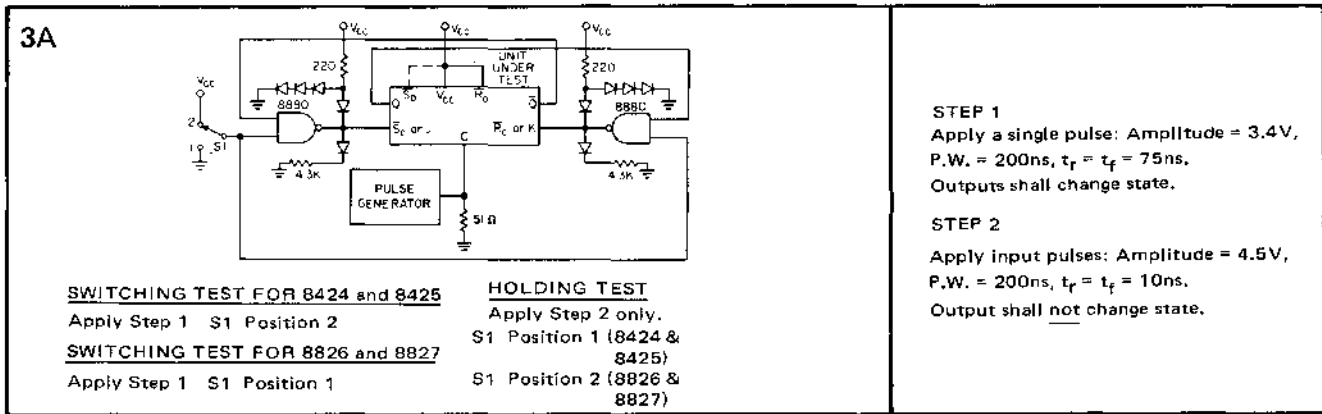 3A
VCC
VCC
VCC
UNIT
UNDER
TEST
220
220
VCC
8890
S̅D
VCC
R̅D
888C
Q
Q̅
2
S1
1
S̅C or J
R̅C or K
C
4.3K
4.3K
PULSE
GENERATOR
51Ω
SWITCHING TEST FOR 8424 and 8425
Apply Step 1 S1 Position 2
SWITCHING TEST FOR 8826 and 8827
Apply Step 1 S1 Position 1
HOLDING TEST
Apply Step 2 only.
S1 Position 1 (8424 &
8425)
S1 Position 2 (8826 &
8827)
STEP 1
Apply a single pulse: Amplitude = 3.4V,
P.W. = 200ns, tr = tf = 75ns.
Outputs shall change state.
STEP 2
Apply input pulses: Amplitude = 4.5V,
P.W. = 200ns, tr = tf = 10ns.
Output shall not change state.